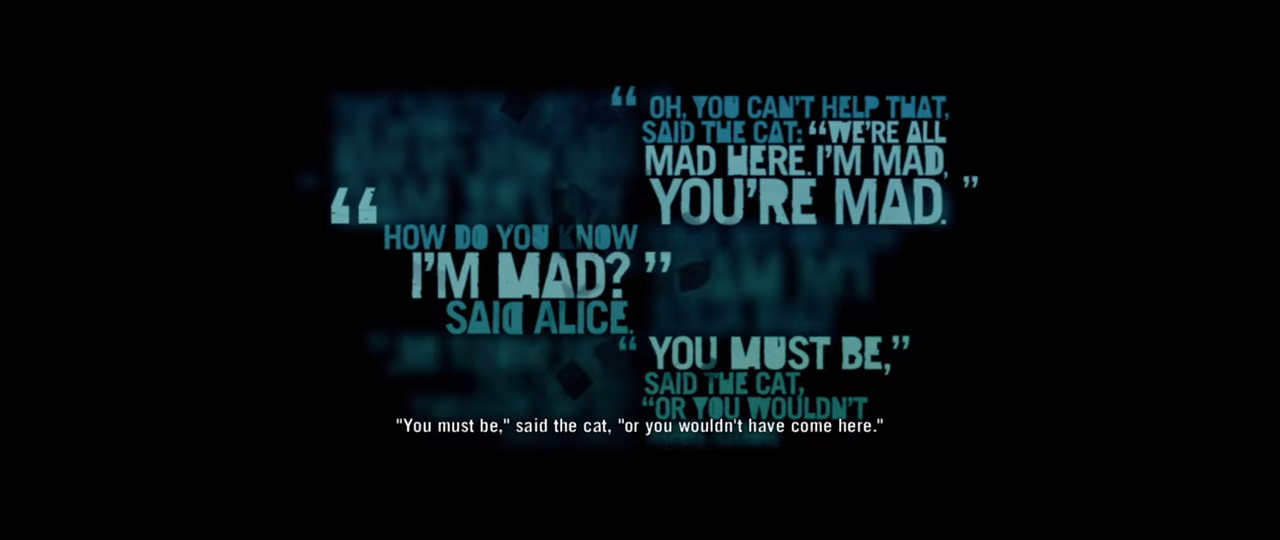 “ OH, YOU CAN'T HELP THAT,
SAID THE CAT: “WE'RE ALL
MAD HERE. I'M MAD,
YOU'RE MAD. ”
“
HOW DO YOU KNOW
I'M MAD? ”
SAID ALICE.
“ YOU MUST BE,”
SAID THE CAT,
“OR YOU WOULDN'T
"You must be," said the cat, "or you wouldn't have come here."